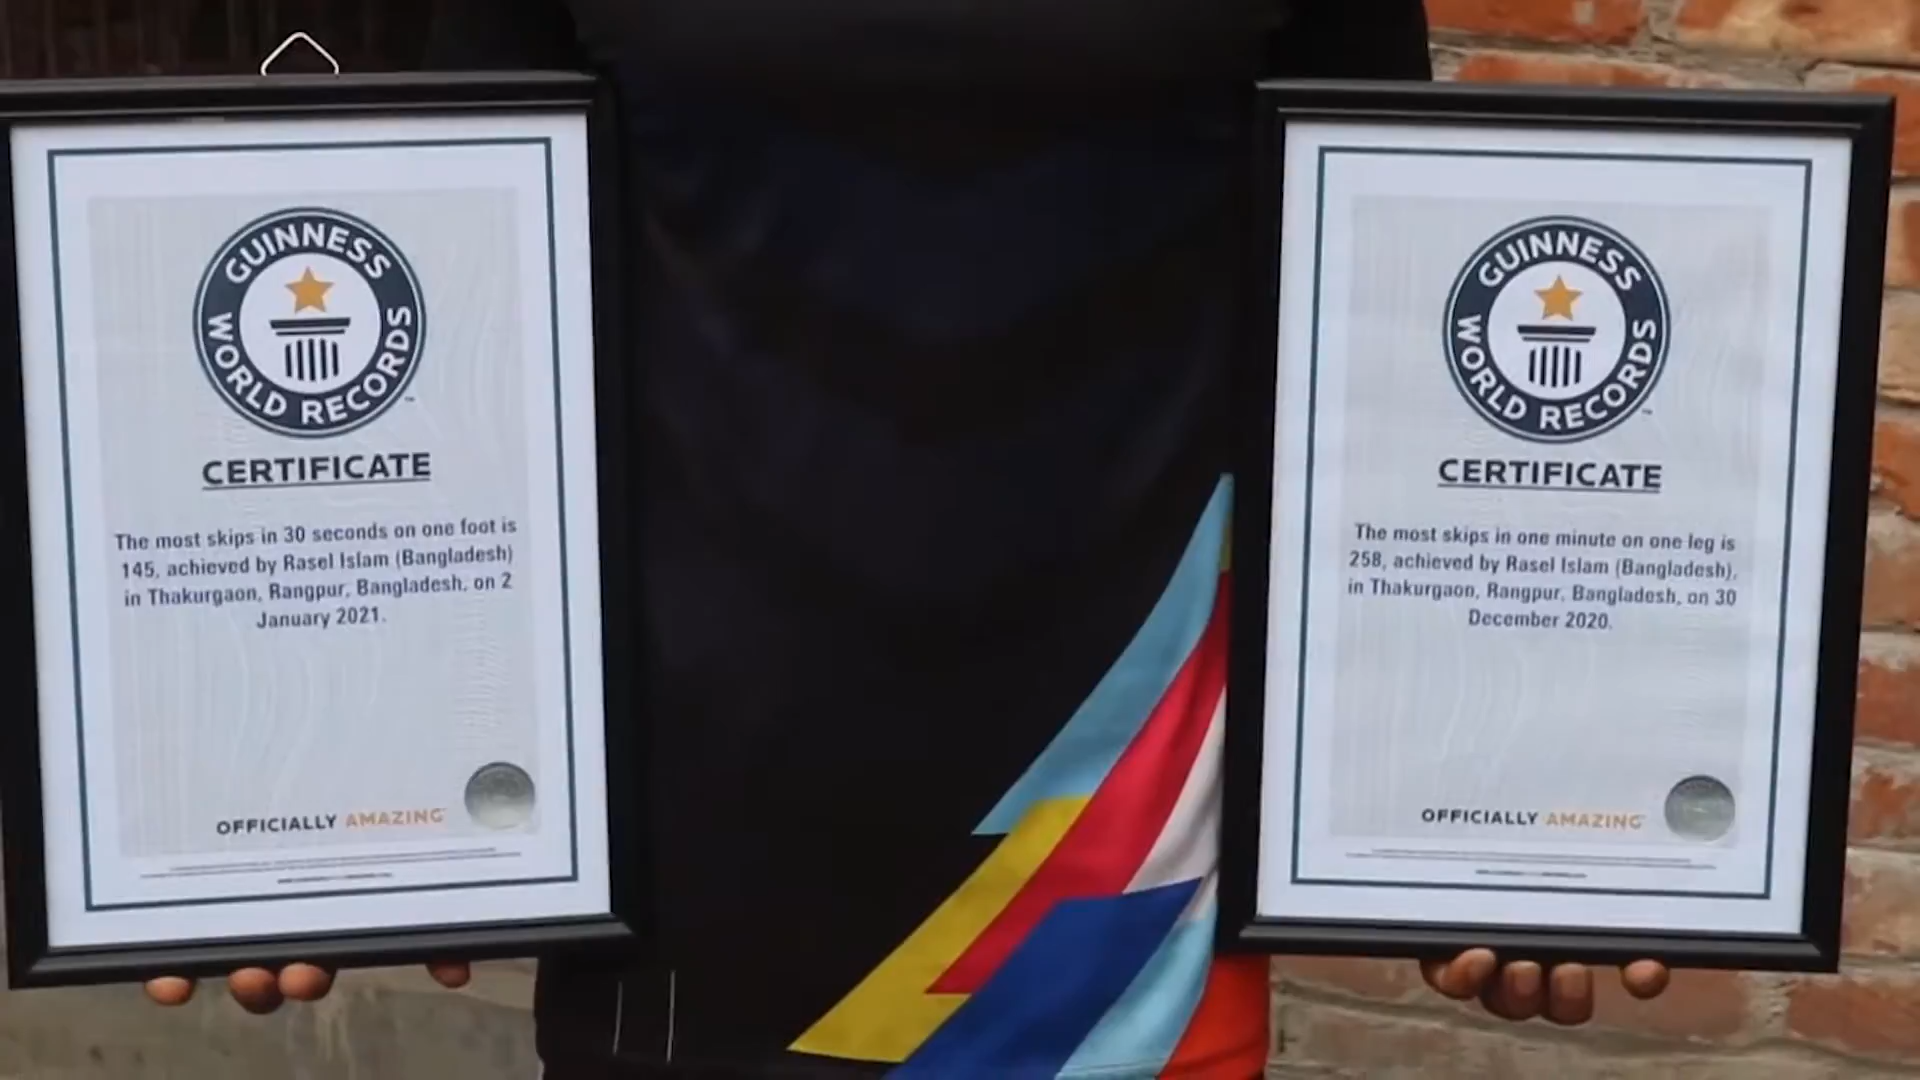 GUINNESS
WORLD RECORDS
™
CERTIFICATE
The most skips in 30 seconds on one foot is
145, achieved by Rasel Islam (Bangladesh)
in Thakurgaon, Rangpur, Bangladesh, on 2
January 2021.
OFFICIALLY AMAZING
GUINNESS
WORLD RECORDS
™
CERTIFICATE
The most skips in one minute on one leg is
258, achieved by Rasel Islam (Bangladesh),
in Thakurgaon, Rangpur, Bangladesh, on 30
December 2020.
OFFICIALLY AMAZING